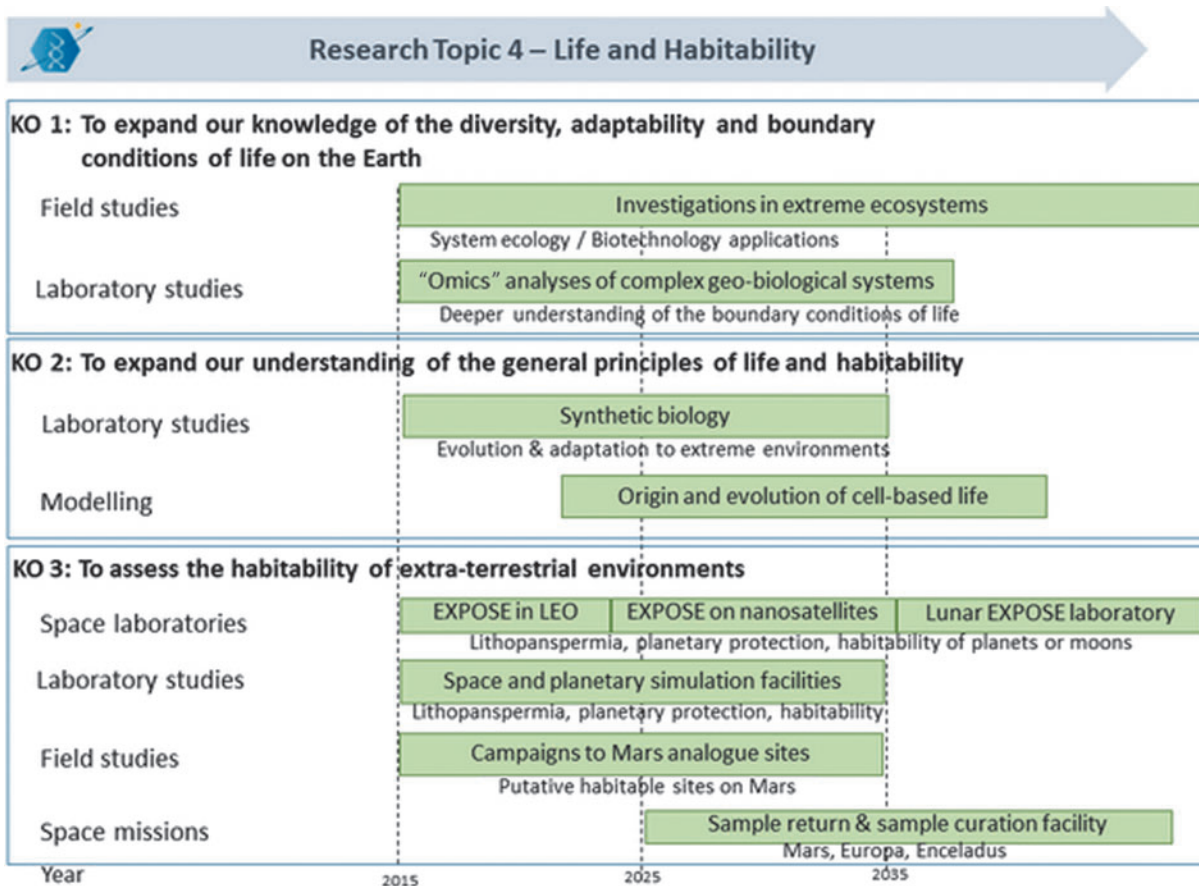 Research Topic 4 – Life and Habitability
KO 1: To expand our knowledge of the diversity, adaptability and boundary
conditions of life on the Earth
Field studies
Investigations in extreme ecosystems
System ecology / Biotechnology applications
Laboratory studies
“Omics” analyses of complex geo-biological systems
Deeper understanding of the boundary conditions of life
KO 2: To expand our understanding of the general principles of life and habitability
Laboratory studies
Synthetic biology
Evolution & adaptation to extreme environments
Modelling
Origin and evolution of cell-based life
KO 3: To assess the habitability of extra-terrestrial environments
Space laboratories
EXPOSE in LEO
EXPOSE on nanosatellites
Lunar EXPOSE laboratory
Lithopanspermia, planetary protection, habitability of planets or moons
Laboratory studies
Space and planetary simulation facilities
Lithopanspermia, planetary protection, habitability
Field studies
Campaigns to Mars analogue sites
Putative habitable sites on Mars
Space missions
Sample return & sample curation facility
Mars, Europa, Enceladus
Year
2015
2025
2035